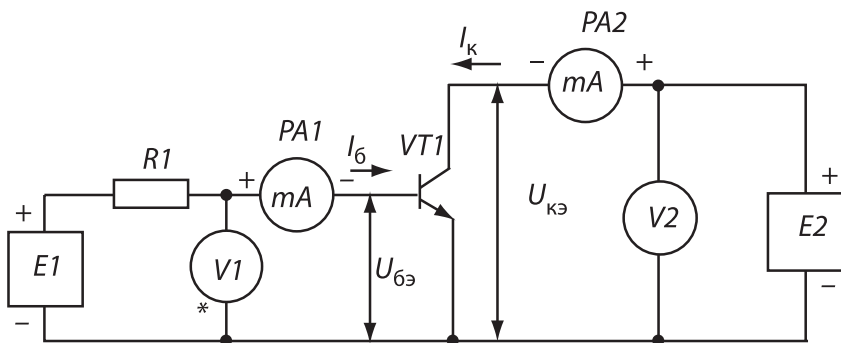 PA2
Iк
− +
mA
PA1
Iб
VT1
R1
+ −
mA
Uкэ
V2
+
E2
−
+
E1
−
V1
*
Uбэ